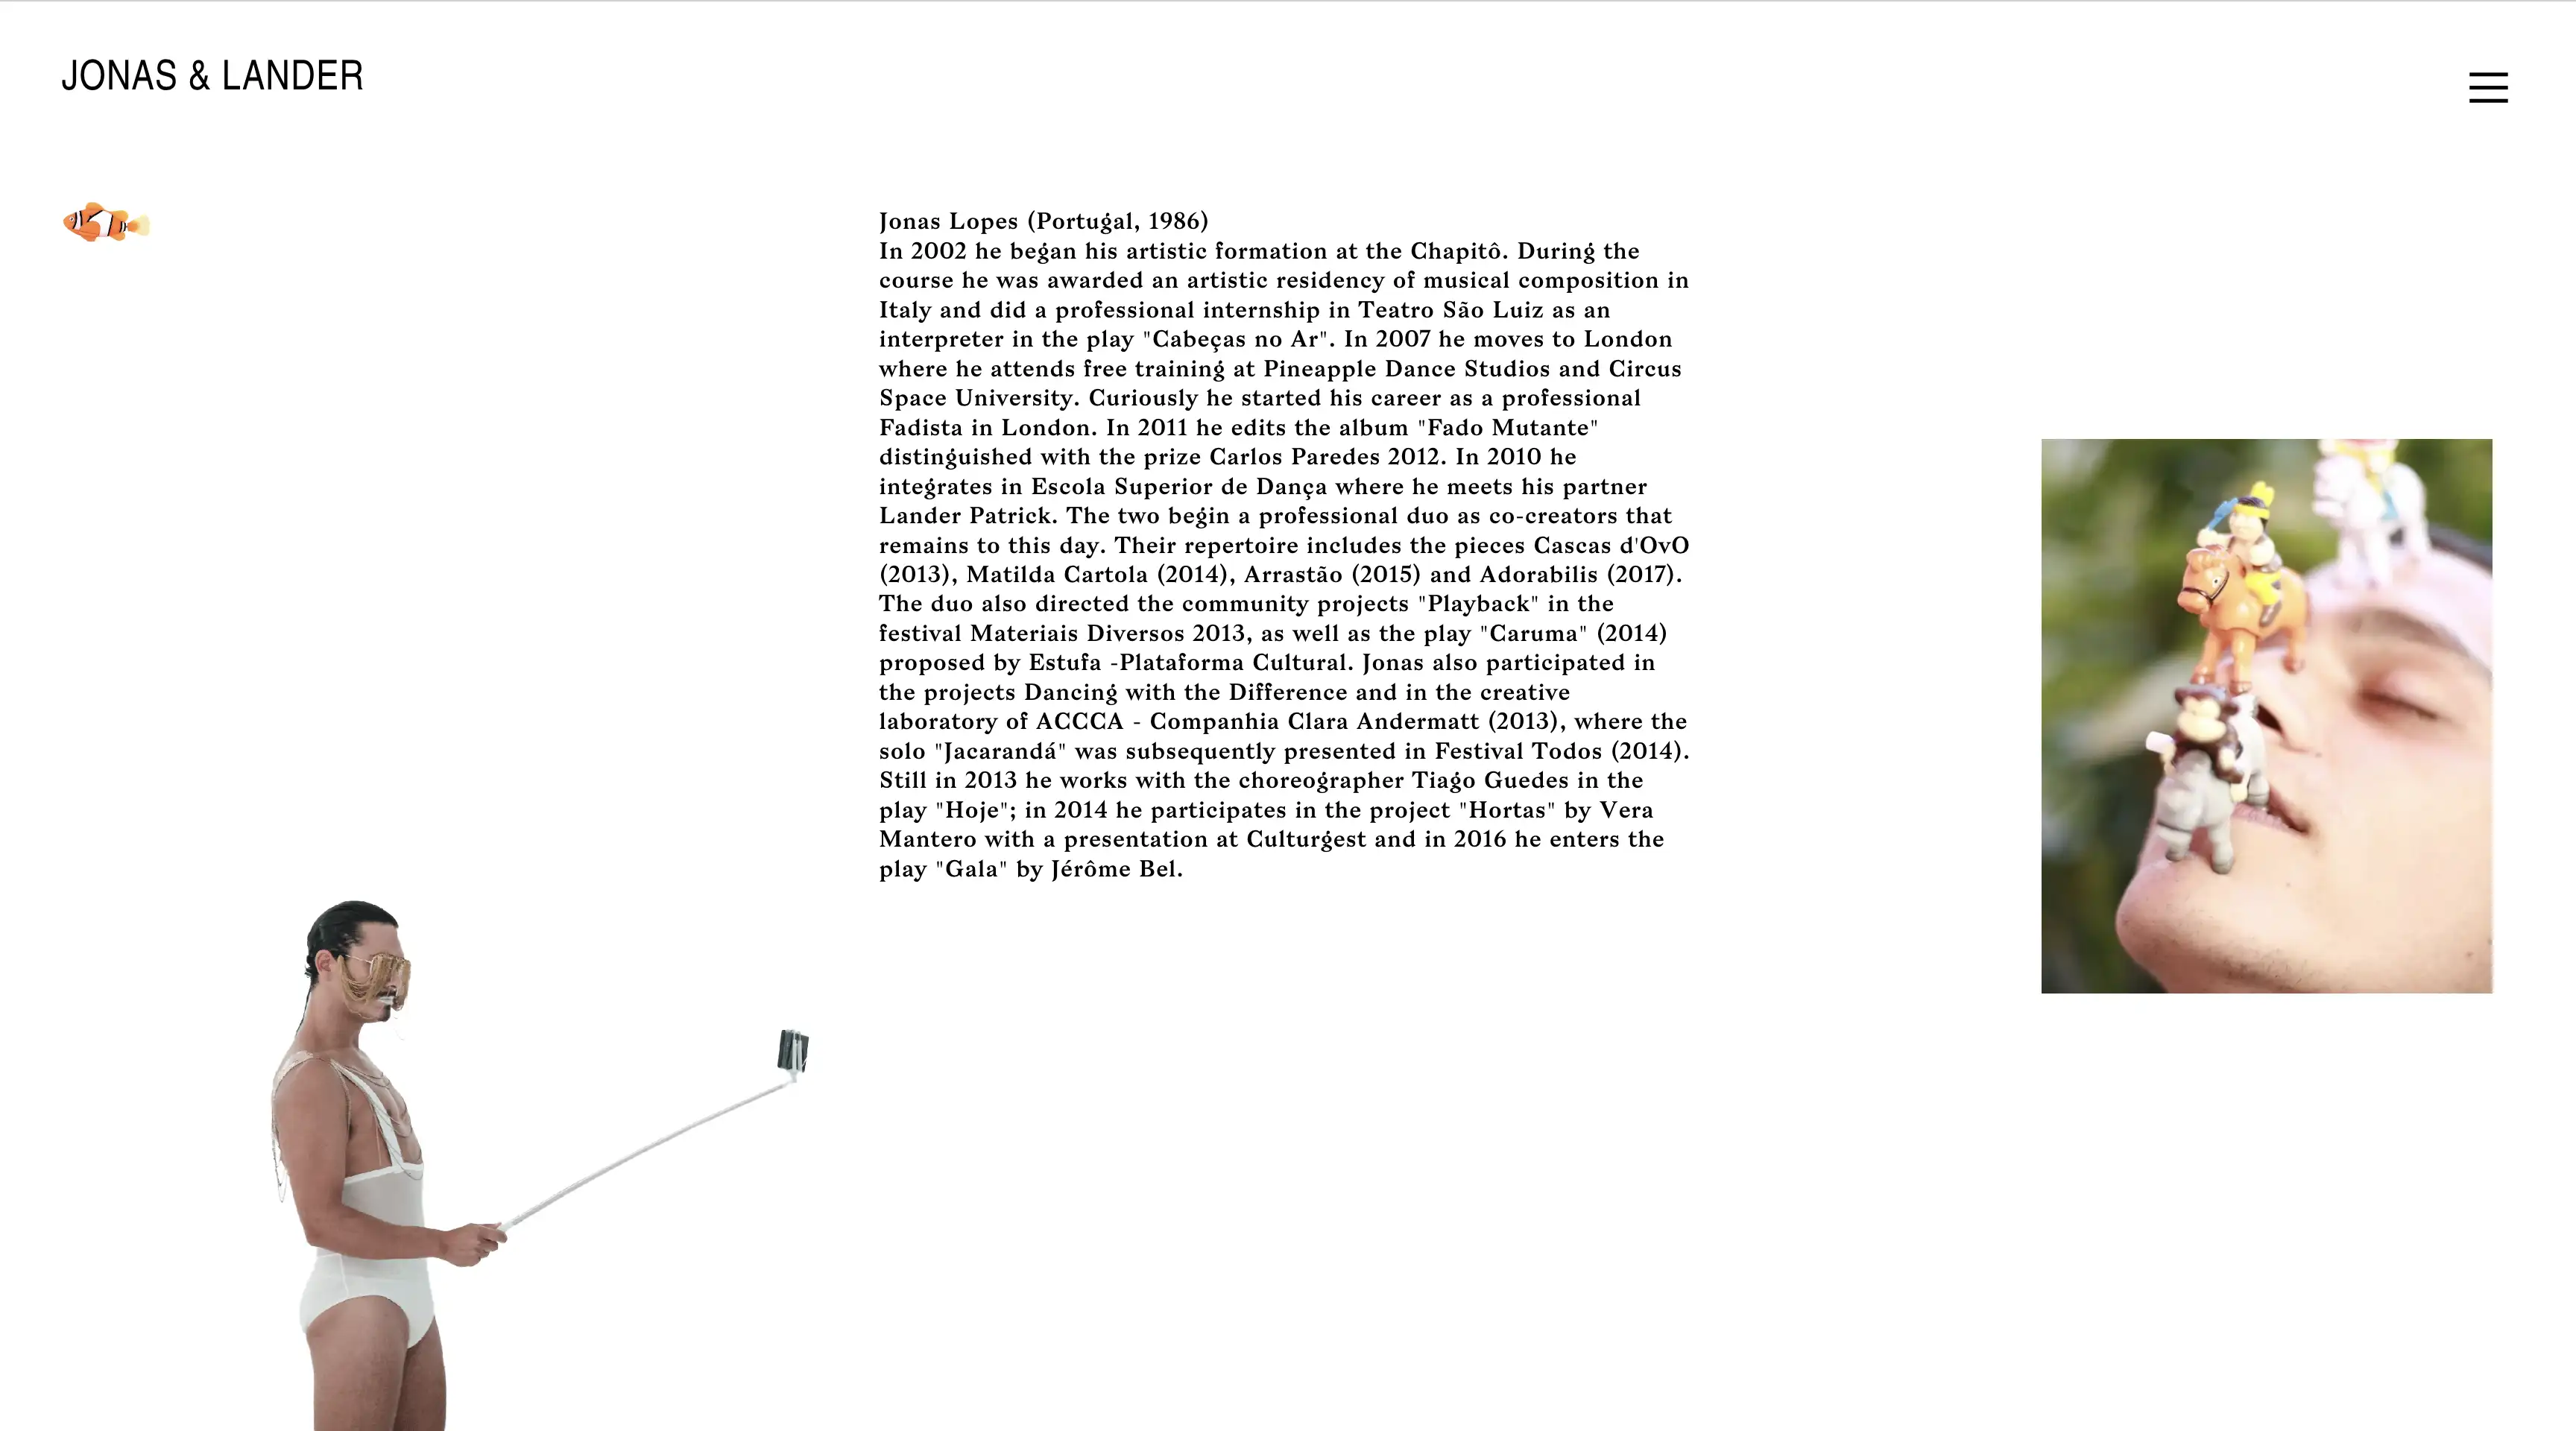 JONAS & LANDER
Jonas Lopes (Portugal, 1986)
In 2002 he began his artistic formation at the Chapitô. During the
course he was awarded an artistic residency of musical composition in
Italy and did a professional internship in Teatro São Luiz as an
interpreter in the play "Cabeças no Ar". In 2007 he moves to London
where he attends free training at Pineapple Dance Studios and Circus
Space University. Curiously he started his career as a professional
Fadista in London. In 2011 he edits the album "Fado Mutante"
distinguished with the prize Carlos Paredes 2012. In 2010 he
integrates in Escola Superior de Dança where he meets his partner
Lander Patrick. The two begin a professional duo as co-creators that
remains to this day. Their repertoire includes the pieces Cascas d'OvO
(2013), Matilda Cartola (2014), Arrastão (2015) and Adorabilis (2017).
The duo also directed the community projects "Playback" in the
festival Materiais Diversos 2013, as well as the play "Caruma" (2014)
proposed by Estufa -Plataforma Cultural. Jonas also participated in
the projects Dancing with the Difference and in the creative
laboratory of ACCCA - Companhia Clara Andermatt (2013), where the
solo "Jacarandá" was subsequently presented in Festival Todos (2014).
Still in 2013 he works with the choreographer Tiago Guedes in the
play "Hoje"; in 2014 he participates in the project "Hortas" by Vera
Mantero with a presentation at Culturgest and in 2016 he enters the
play "Gala" by Jérôme Bel.